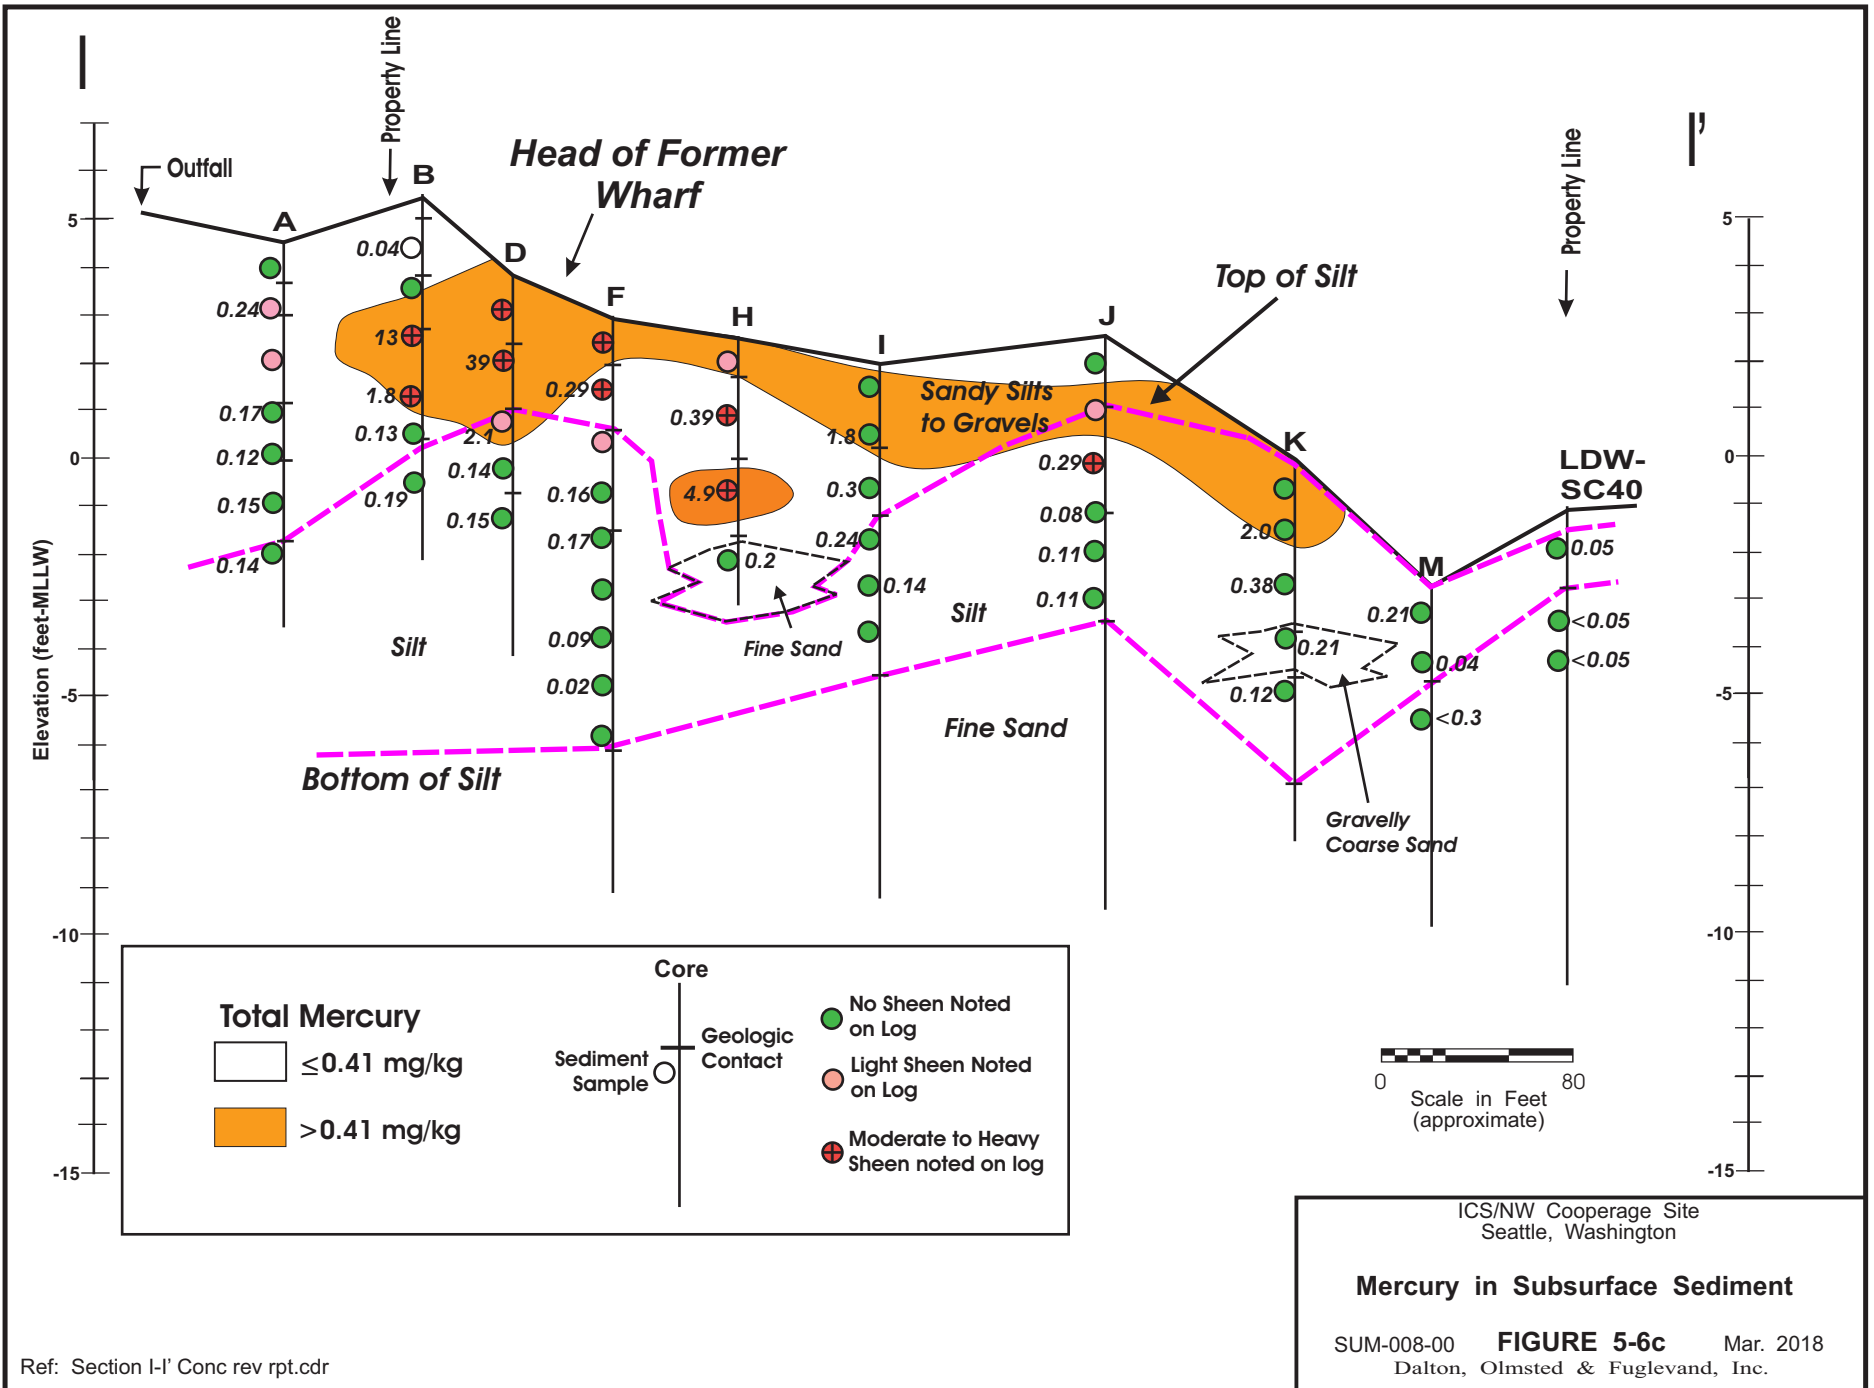 I
I’
Property Line
Property Line
Outfall
Head of Former
Wharf
Top of Silt
A
B
D
F
H
I
J
K
M
LDW-
SC40
Elevation (feet-MLLW)
5
0
-5
-10
-15
5
0
-5
-10
-15
0.24
0.17
0.12
0.15
0.14
0.04
13
1.8
0.13
0.19
39
2.1
0.14
0.15
0.29
0.16
0.17
0.09
0.02
0.39
4.9
0.2
1.8
0.3
0.24
0.14
0.29
0.08
0.11
0.11
2.0
0.38
0.21
0.12
0.21
0.04
<0.3
0.05
<0.05
<0.05
Sandy Silts
to Gravels
Silt
Silt
Fine Sand
Fine Sand
Gravelly
Coarse Sand
Bottom of Silt
Total Mercury
≤0.41 mg/kg
>0.41 mg/kg
Core
Sediment
Sample
Geologic
Contact
No Sheen Noted
on Log
Light Sheen Noted
on Log
Moderate to Heavy
Sheen noted on log
0 80
Scale in Feet
(approximate)
ICS/NW Cooperage Site
Seattle, Washington
Mercury in Subsurface Sediment
SUM-008-00 FIGURE 5-6c Mar. 2018
Dalton, Olmsted & Fuglevand, Inc.
Ref: Section I-I’ Conc rev rpt.cdr